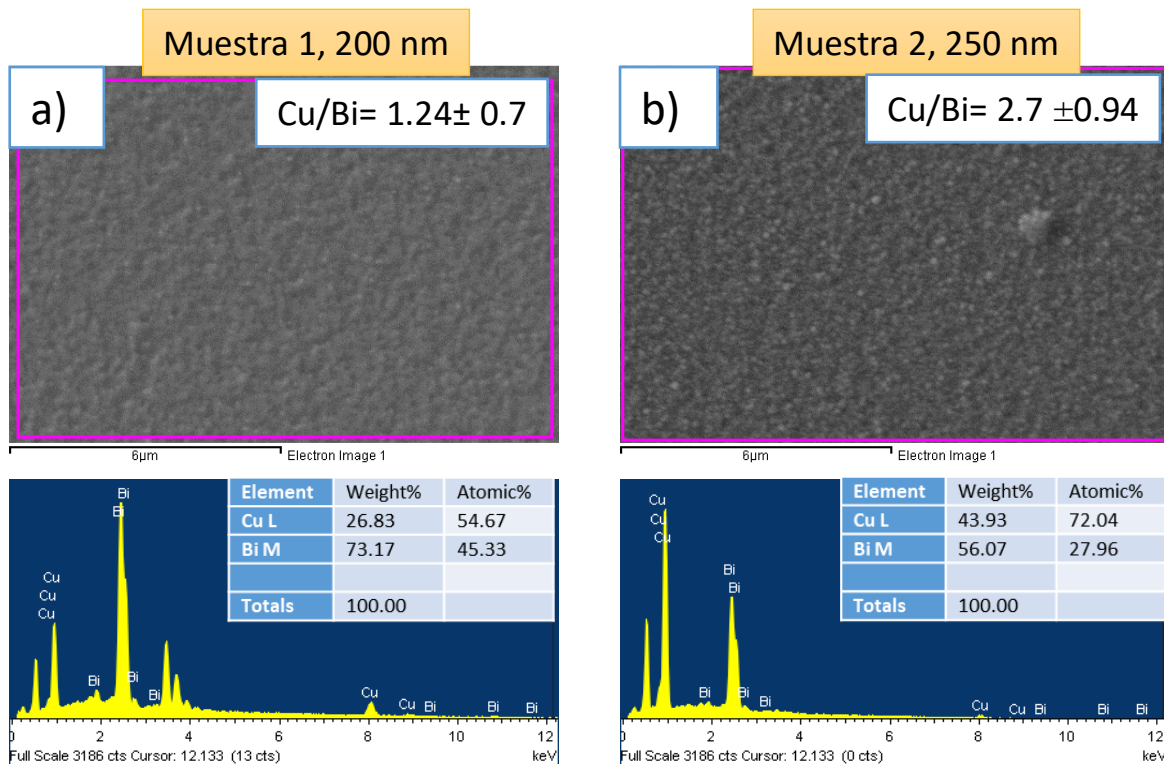 Muestra 1, 200 nm
a)
Cu/Bi= 1.24± 0.7
6µm
Electron Image 1
Element Weight% Atomic%
Cu L 26.83 54.67
Bi M 73.17 45.33
Totals 100.00
Bi
Bi
Cu
Cu
Cu
Bi
Bi
Bi
Cu
Cu
Bi
Bi
Bi
0 2 4 6 8 10 12
Full Scale 3186 cts Cursor: 12.133 (13 cts)
keV
Muestra 2, 250 nm
b)
Cu/Bi= 2.7 ±0.94
6µm
Electron Image 1
Element Weight% Atomic%
Cu L 43.93 72.04
Bi M 56.07 27.96
Totals 100.00
Cu
Cu
Cu
Bi
Bi
Bi
Bi
Bi
Cu
Cu
Bi
Bi
Bi
0 2 4 6 8 10 12
Full Scale 3186 cts Cursor: 12.133 (0 cts)
keV